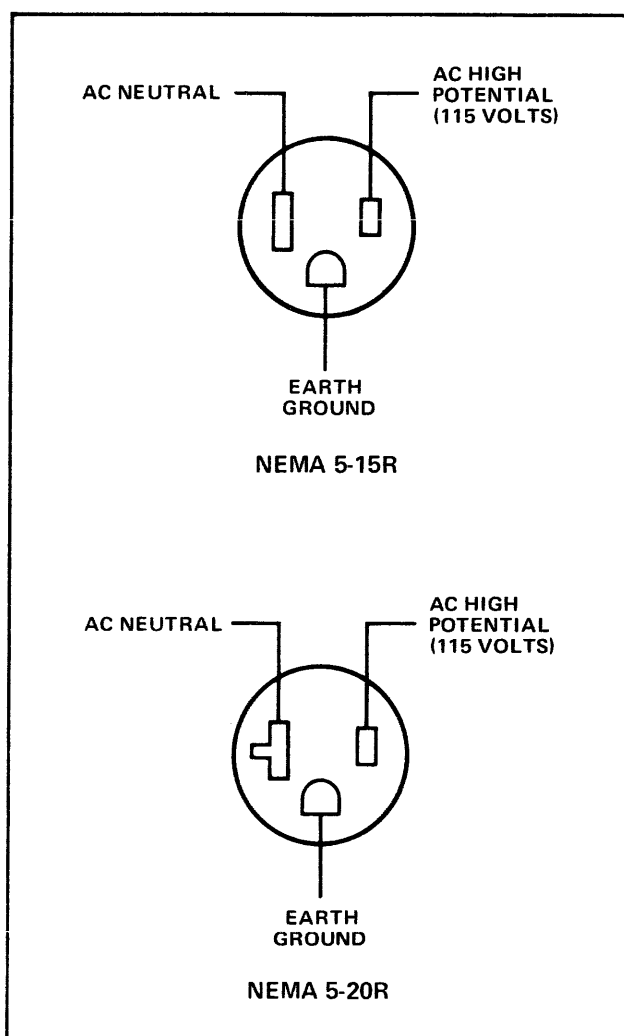 AC NEUTRAL
AC HIGH
POTENTIAL
(115 VOLTS)
EARTH
GROUND
NEMA 5-15R
AC NEUTRAL
AC HIGH
POTENTIAL
(115 VOLTS)
EARTH
GROUND
NEMA 5-20R